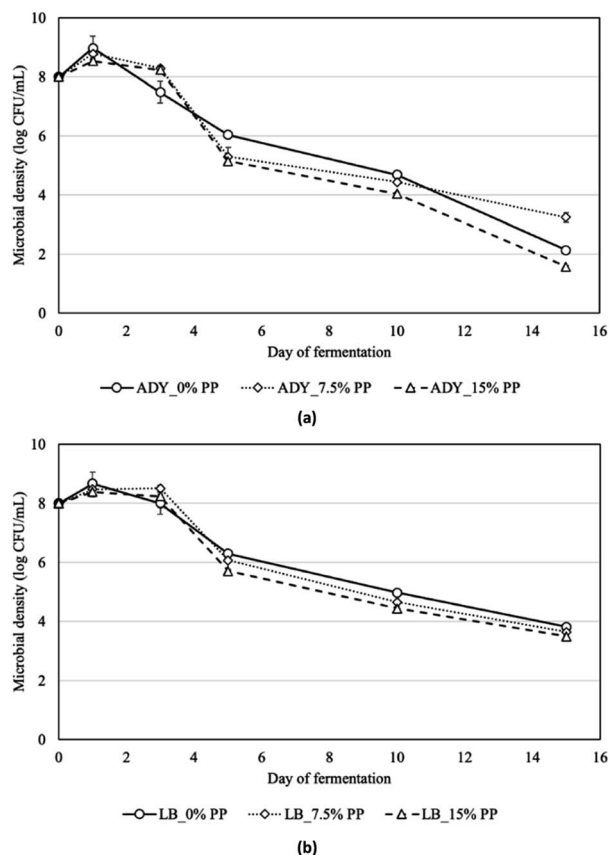 Microbial density (log CFU/mL)
10
8
6
4
2
0
0 2 4 6 8 10 12 14 16
Day of fermentation
ADY_0% PP ADY_7.5% PP ADY_15% PP
(a)
Microbial density (log CFU/mL)
10
8
6
4
2
0
0 2 4 6 8 10 12 14 16
Day of fermentation
LB_0% PP LB_7.5% PP LB_15% PP
(b)